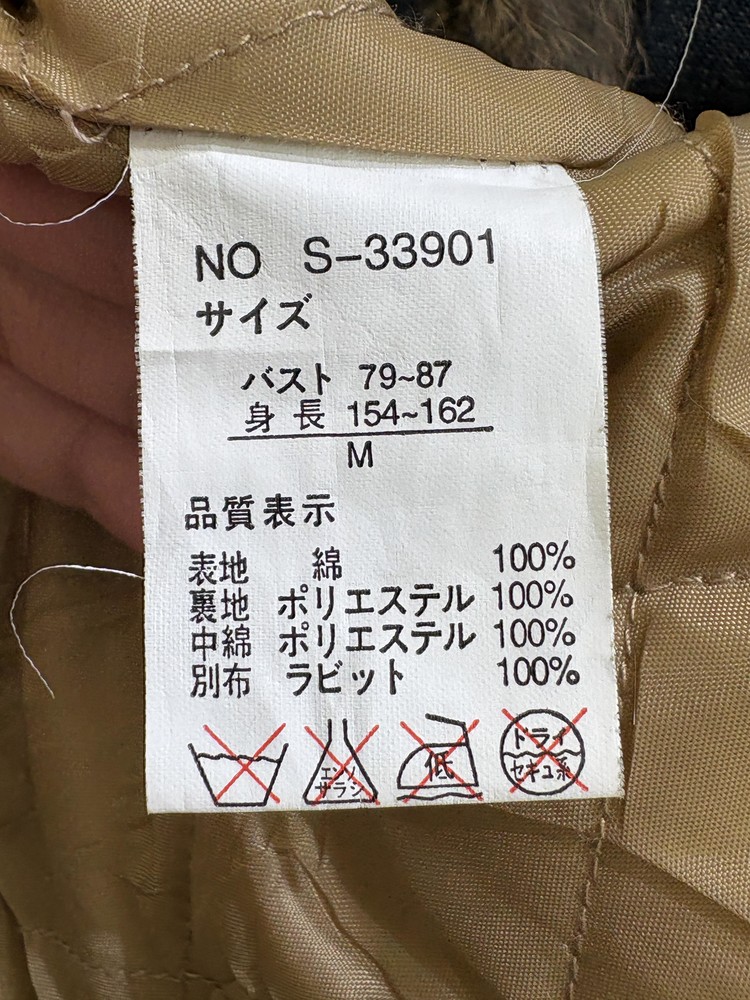 NO S-33901
サイズ
バスト 79~87
身長 154~162
M
品質表示
表地 綿 100%
裏地 ポリエステル 100%
中綿 ポリエステル 100%
別布 ラビット 100%
エンソ サラシ 低 ドライ セキユ系